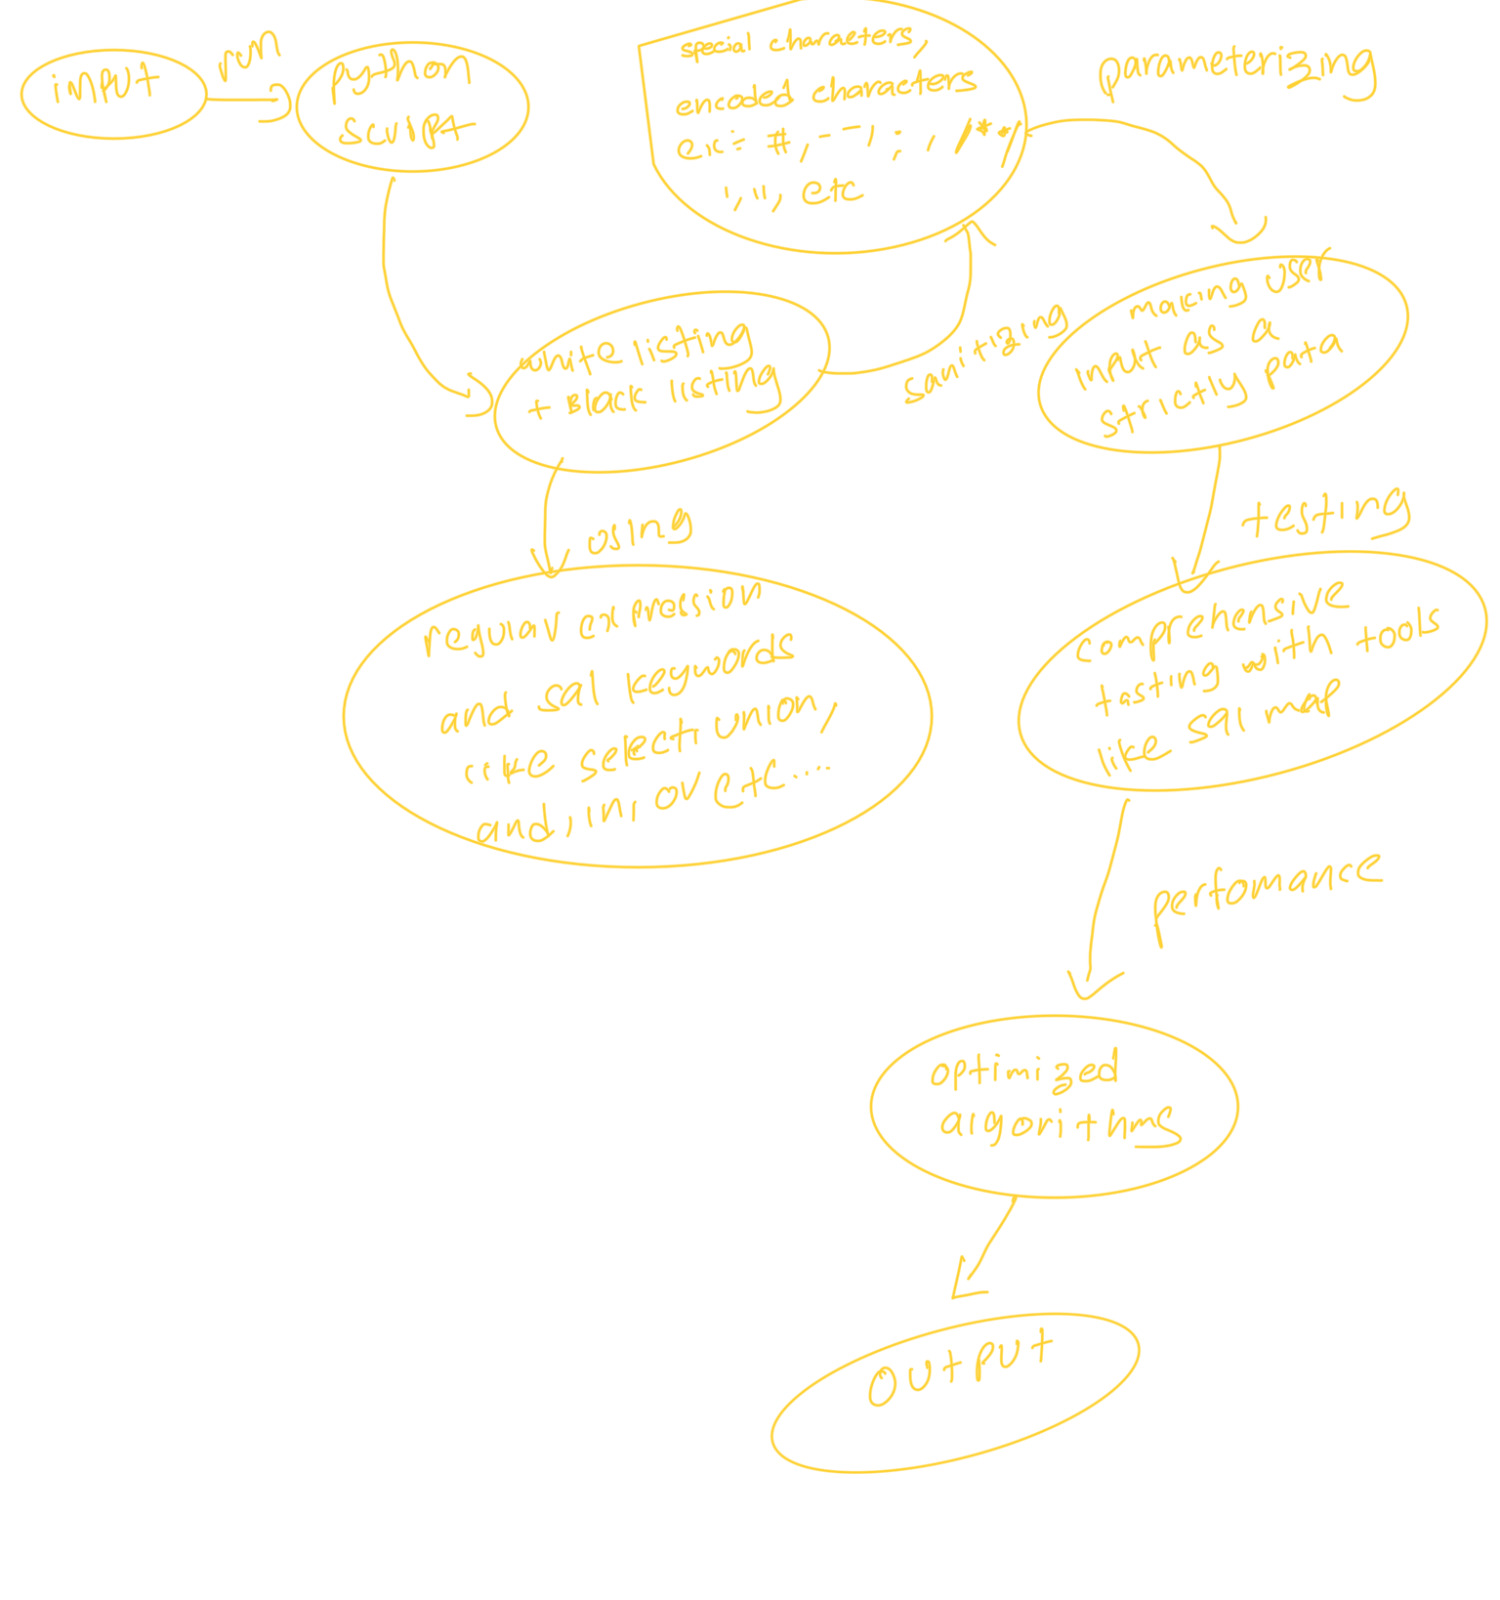 input
run
python
script
special characters,
encoded characters
ex:- #, --, ; , /**/
', '', etc
parameterizing
white listing
+ Black listing
sanitizing
making user
input as a
strictly data
using
regular expression
and sql keywords
like select, union,
and, in, or etc....
testing
comprehensive
tasting with tools
like sql map
perfomance
optimized
algorithms
output